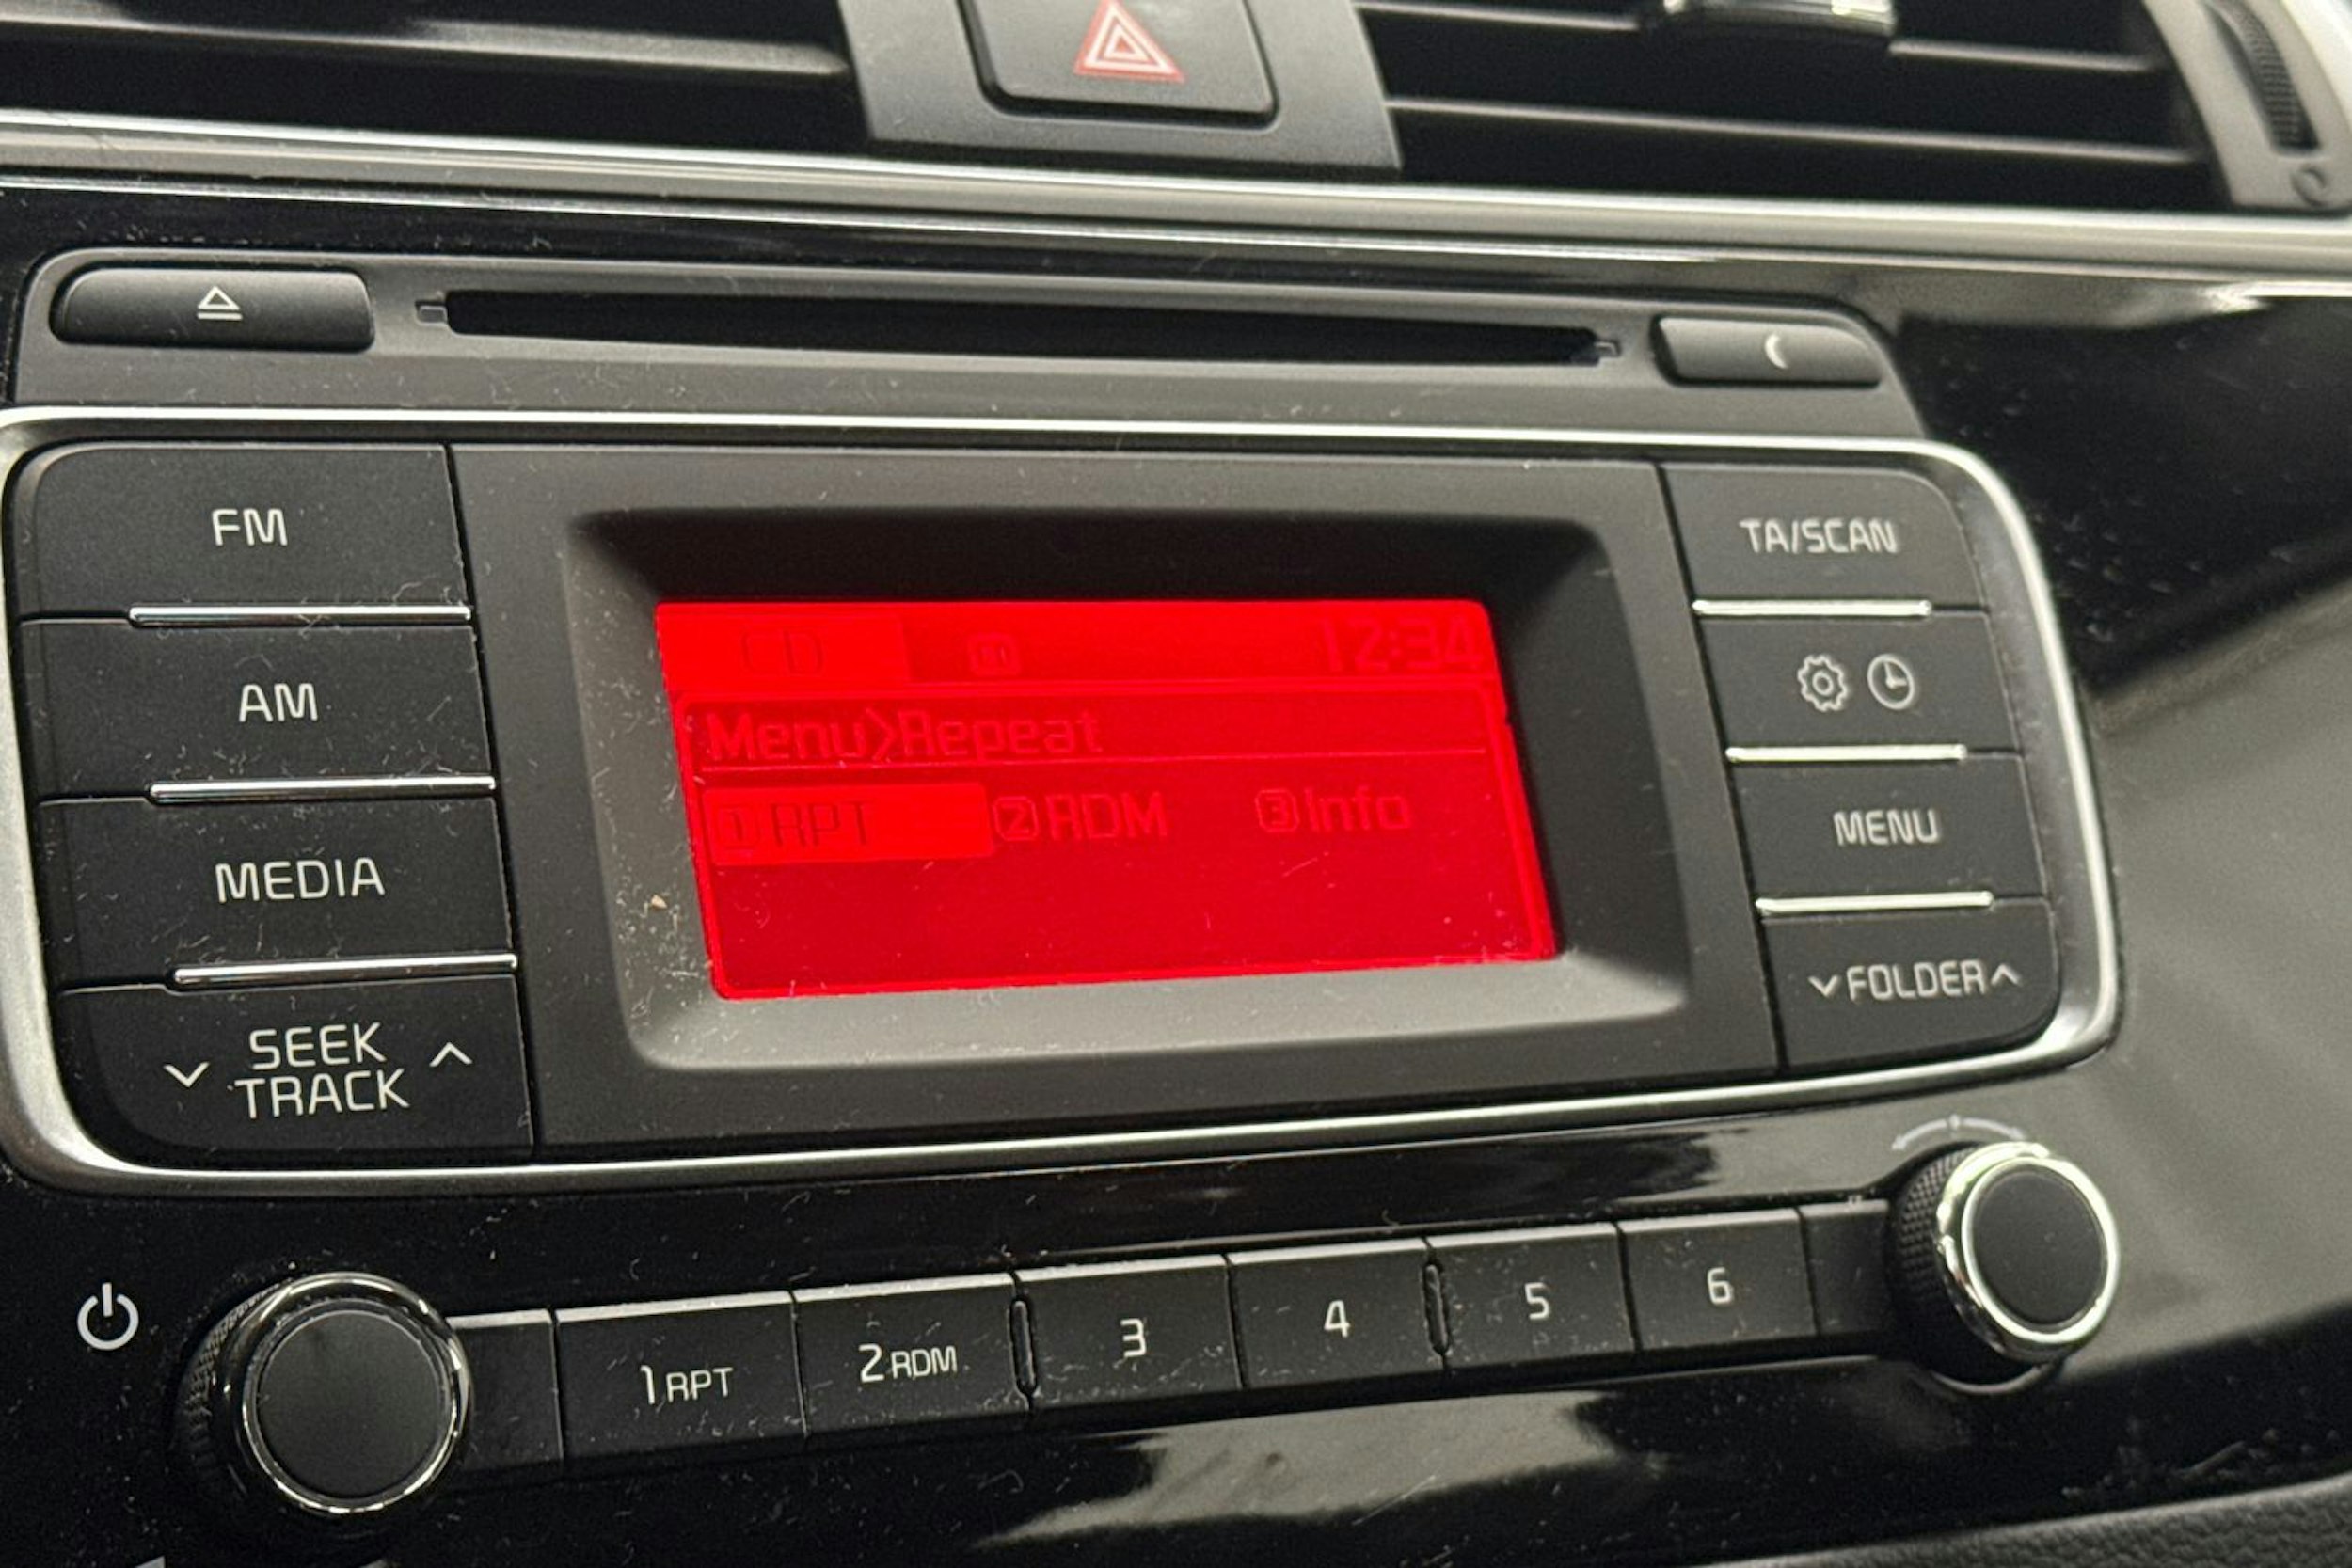 FM
AM
MEDIA
SEEK
TRACK
CD 12:34
Menu>Repeat
1 RPT 2 RDM 3 Info
TA/SCAN
MENU
FOLDER
1 RPT
2 RDM
3
4
5
6